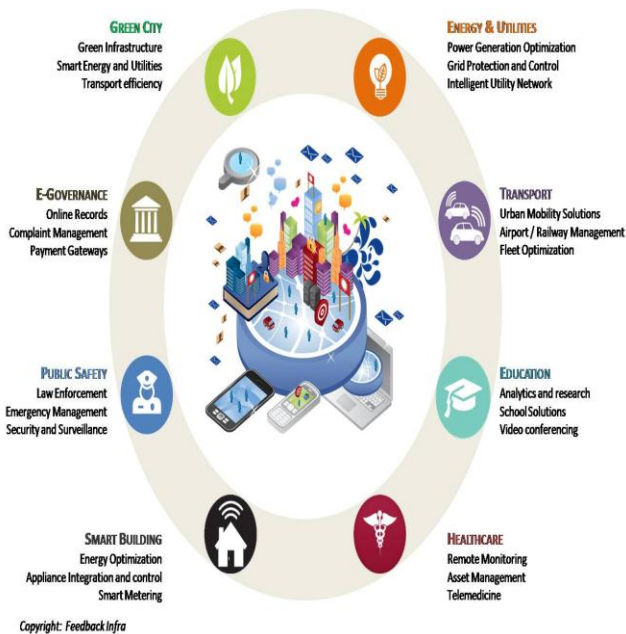 GREEN CITY
Green Infrastructure
Smart Energy and Utilities
Transport efficiency
ENERGY & UTILITIES
Power Generation Optimization
Grid Protection and Control
Intelligent Utility Network
E-GOVERNANCE
Online Records
Complaint Management
Payment Gateways
TRANSPORT
Urban Mobility Solutions
Airport / Railway Management
Fleet Optimization
PUBLIC SAFETY
Law Enforcement
Emergency Management
Security and Surveillance
EDUCATION
Analytics and research
School Solutions
Video conferencing
SMART BUILDING
Energy Optimization
Appliance Integration and control
Smart Metering
HEALTHCARE
Remote Monitoring
Asset Management
Telemedicine
Copyright: Feedback Infra